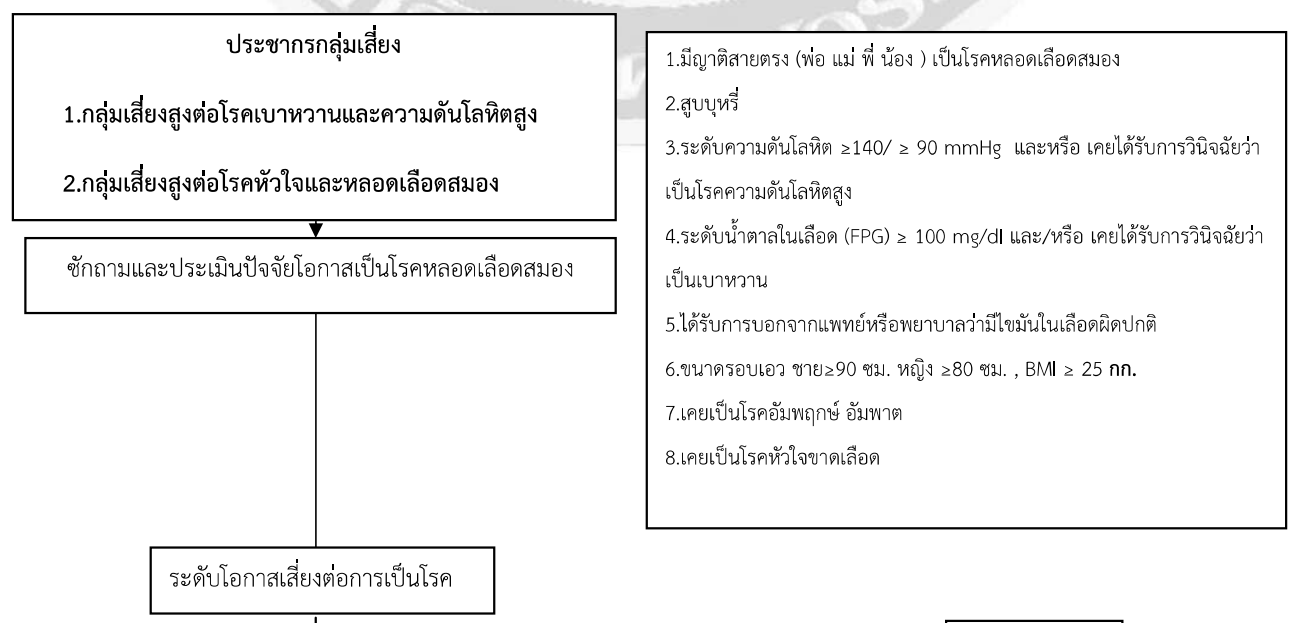 ประชากรกลุ่มเสี่ยง
1.กลุ่มเสี่ยงสูงต่อโรคเบาหวานและความดันโลหิตสูง
2.กลุ่มเสี่ยงสูงต่อโรคหัวใจและหลอดเลือดสมอง
ซักถามและประเมินปัจจัยโอกาสเป็นโรคหลอดเลือดสมอง
1.มีญาติสายตรง (พ่อ แม่ พี่ น้อง ) เป็นโรคหลอดเลือดสมอง
2.สูบบุหรี่
3.ระดับความดันโลหิต ≥140/ ≥ 90 mmHg และหรือ เคยได้รับการวินิจฉัยว่า
เป็นโรคความดันโลหิตสูง
4.ระดับน้ำตาลในเลือด (FPG) ≥ 100 mg/dl และ/หรือ เคยได้รับการวินิจฉัยว่า
เป็นเบาหวาน
5.ได้รับการบอกจากแพทย์หรือพยาบาลว่ามีไขมันในเลือดผิดปกติ
6.ขนาดรอบเอว ชาย≥90 ซม. หญิง ≥80 ซม. , BMI ≥ 25 กก.
7.เคยเป็นโรคอัมพฤกษ์ อัมพาต
8.เคยเป็นโรคหัวใจขาดเลือด
ระดับโอกาสเสี่ยงต่อการเป็นโรค